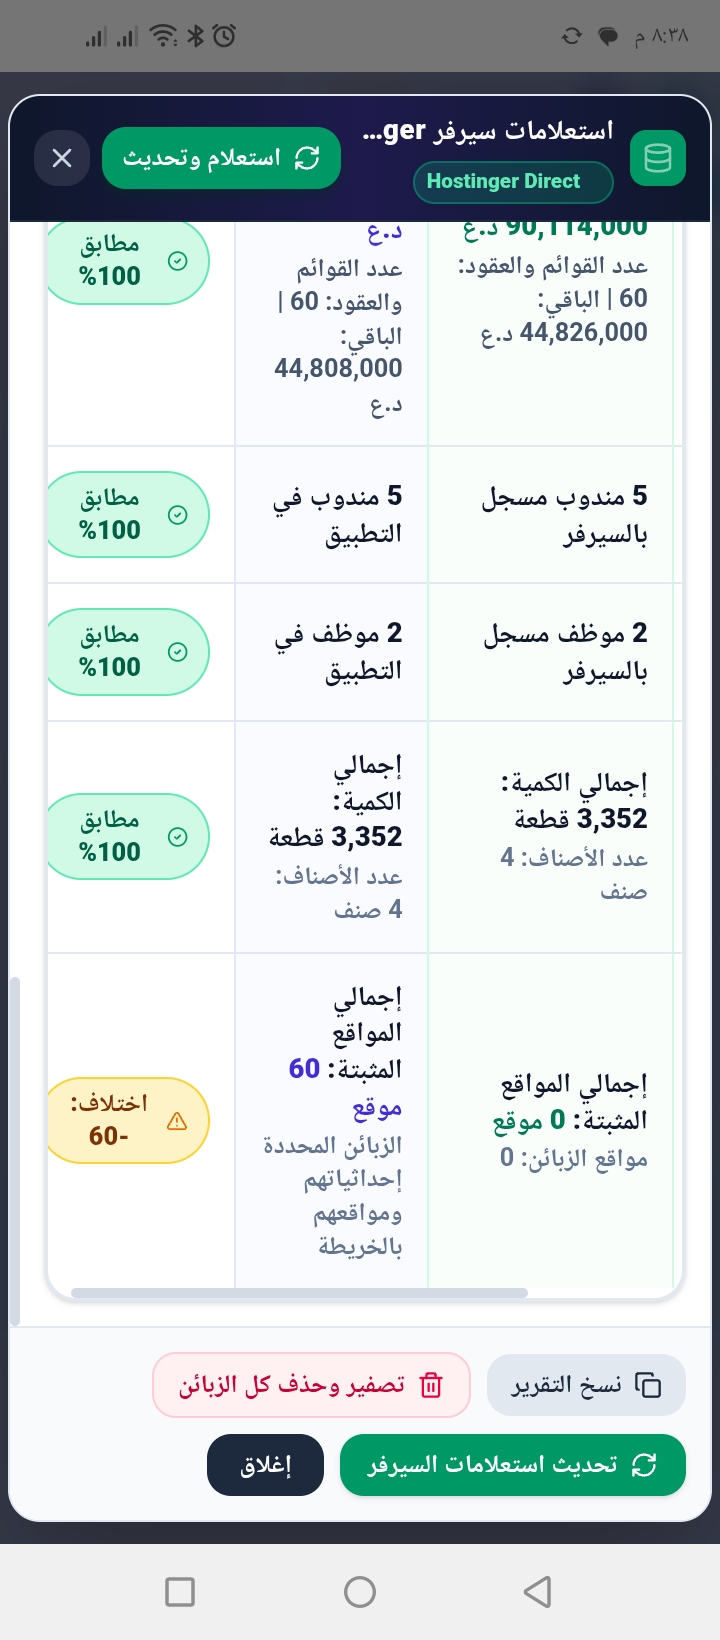 ٨:٣٨ م
استعلامات سيرفر ger...
Hostinger Direct
استعلام وتحديث
90,114,000 د.ع
عدد القوائم والعقود:
60 | الباقي:
44,826,000 د.ع
د.ع
عدد القوائم
والعقود: 60 |
الباقي:
44,808,000
د.ع
مطابق
%100
5 مندوب مسجل
بالسيرفر
5 مندوب في
التطبيق
مطابق
%100
2 موظف مسجل
بالسيرفر
2 موظف في
التطبيق
مطابق
%100
إجمالي الكمية:
3,352 قطعة
عدد الأصناف: 4
صنف
إجمالي
الكمية:
3,352 قطعة
عدد الأصناف:
4 صنف
مطابق
%100
إجمالي المواقع
المثبتة: 0 موقع
مواقع الزبائن: 0
إجمالي
المواقع
المثبتة: 60
موقع
الزبائن المحددة
إحداثياتهم
ومواقعهم
بالخريطة
اختلاف:
60-
نسخ التقرير
تصفير وحذف كل الزبائن
تحديث استعلامات السيرفر
إغلاق